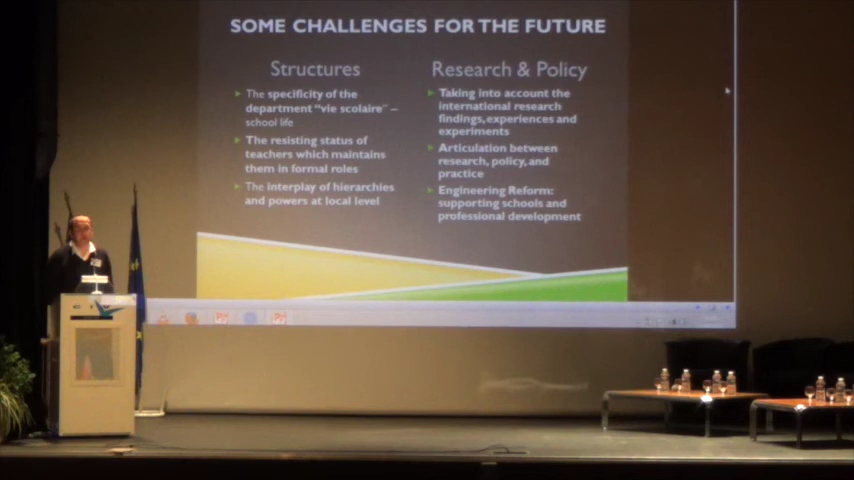 SOME CHALLENGES FOR THE FUTURE
Structures
The specificity of the
department "vie scolaire" –
school life
The resisting status of
teachers which maintains
them in formal roles
The interplay of hierarchies
and powers at local level
Research & Policy
Taking into account the
international research
findings, experiences and
experiments
Articulation between
research, policy, and
practice
Engineering Reform:
supporting schools and
professional development